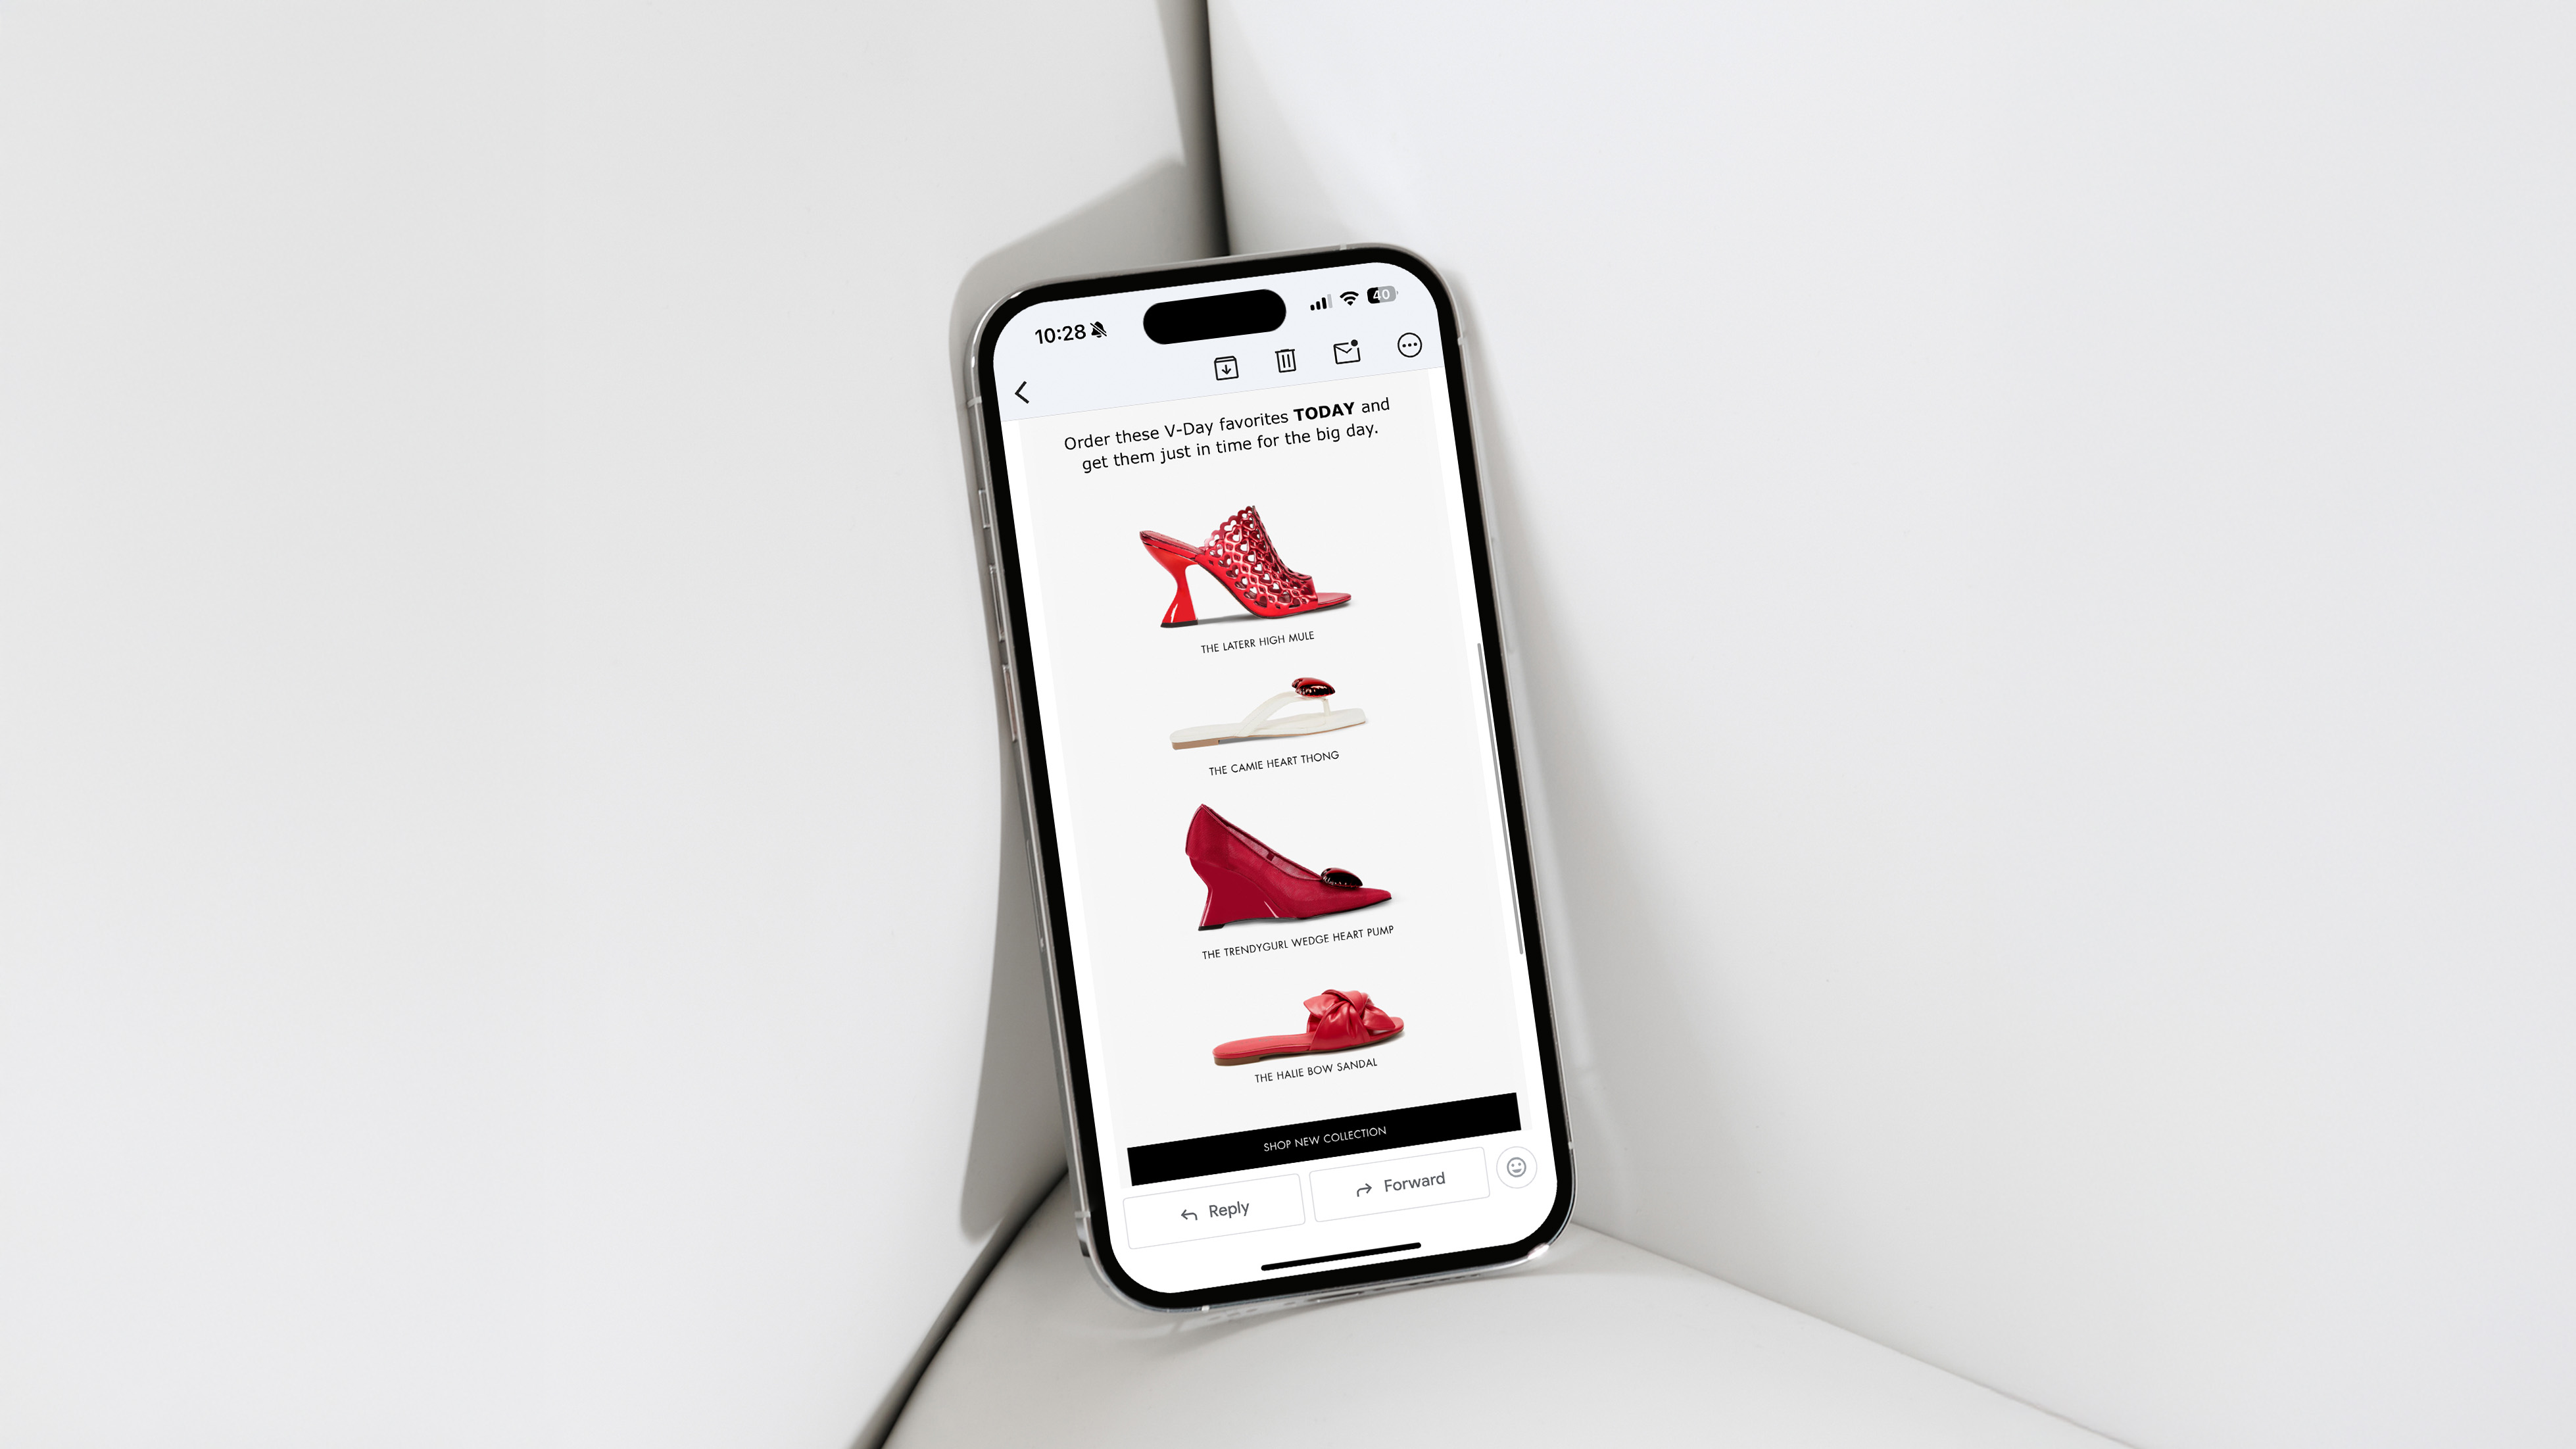 10:28
40
Order these V-Day favorites TODAY and
get them just in time for the big day.
THE LATERR HIGH MULE
THE CAMIE HEART THONG
THE TRENDYGURL WEDGE HEART PUMP
THE HALIE BOW SANDAL
SHOP NEW COLLECTION
Reply
Forward